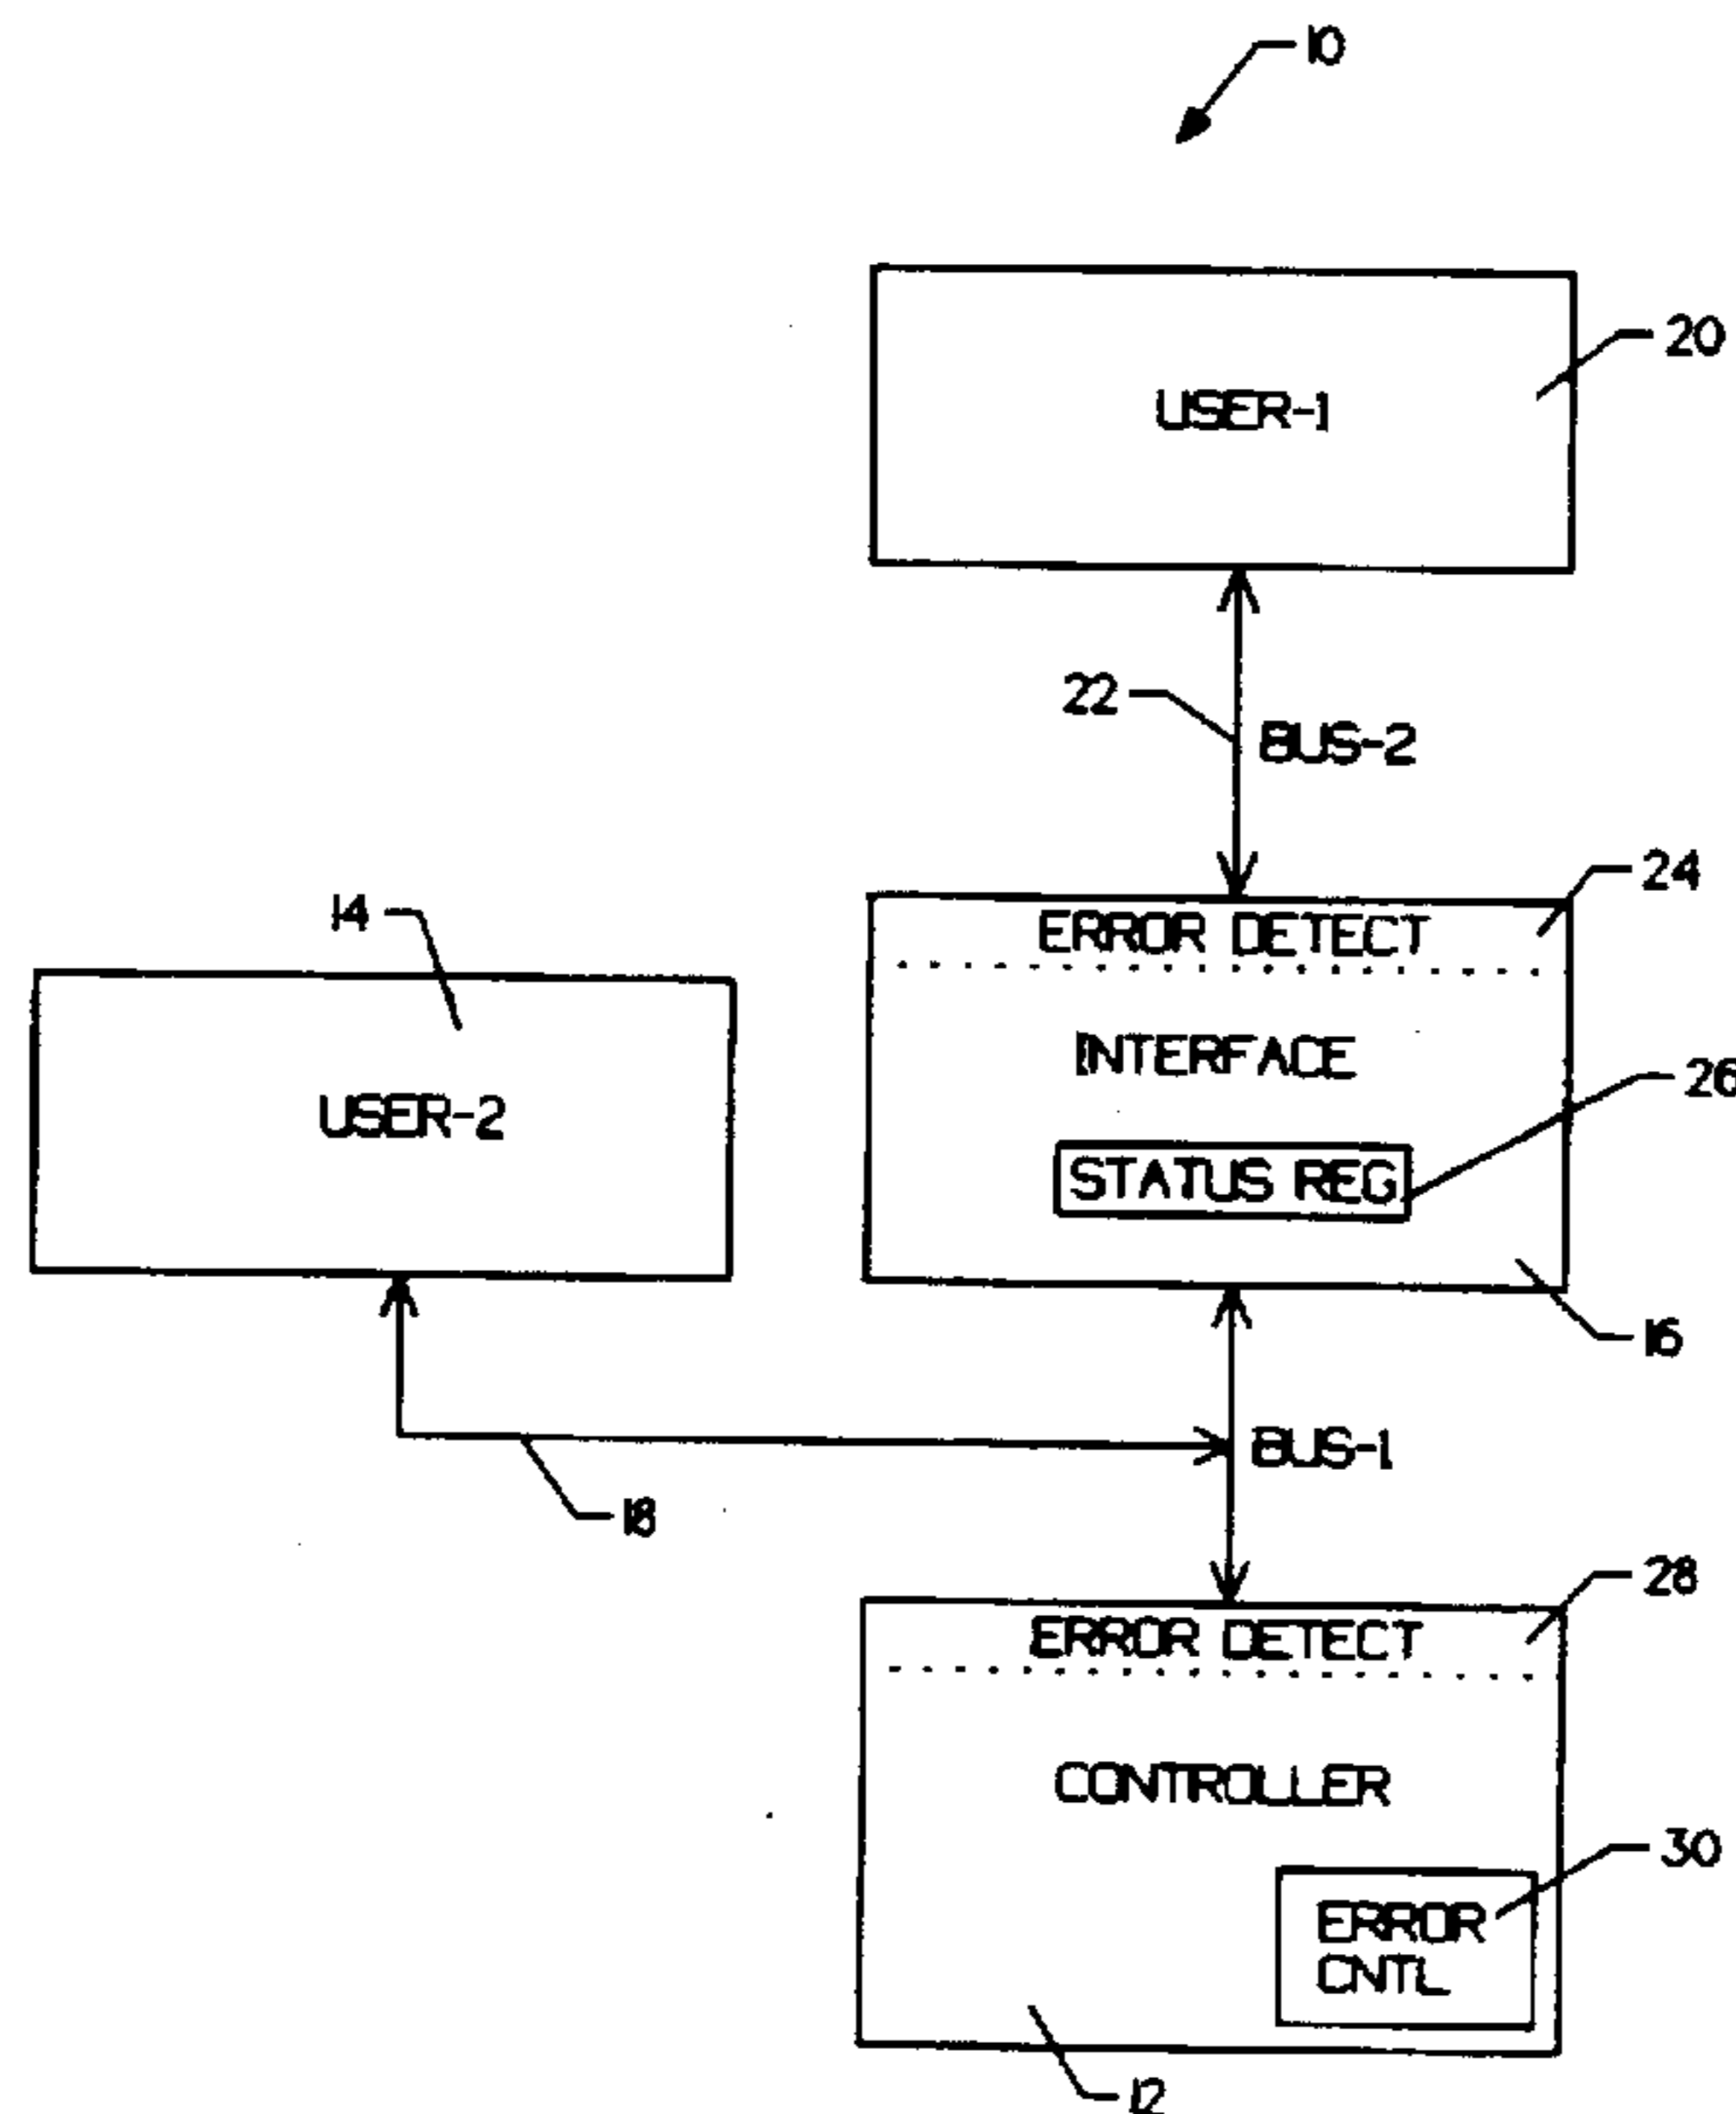 10
20
USER-1
22
BUS-2
24
14
ERROR DETECT
INTERFACE
26
USER-2
STATUS REG
16
BUS-1
18
28
ERROR DETECT
CONTROLLER
30
ERROR
CNTL
12